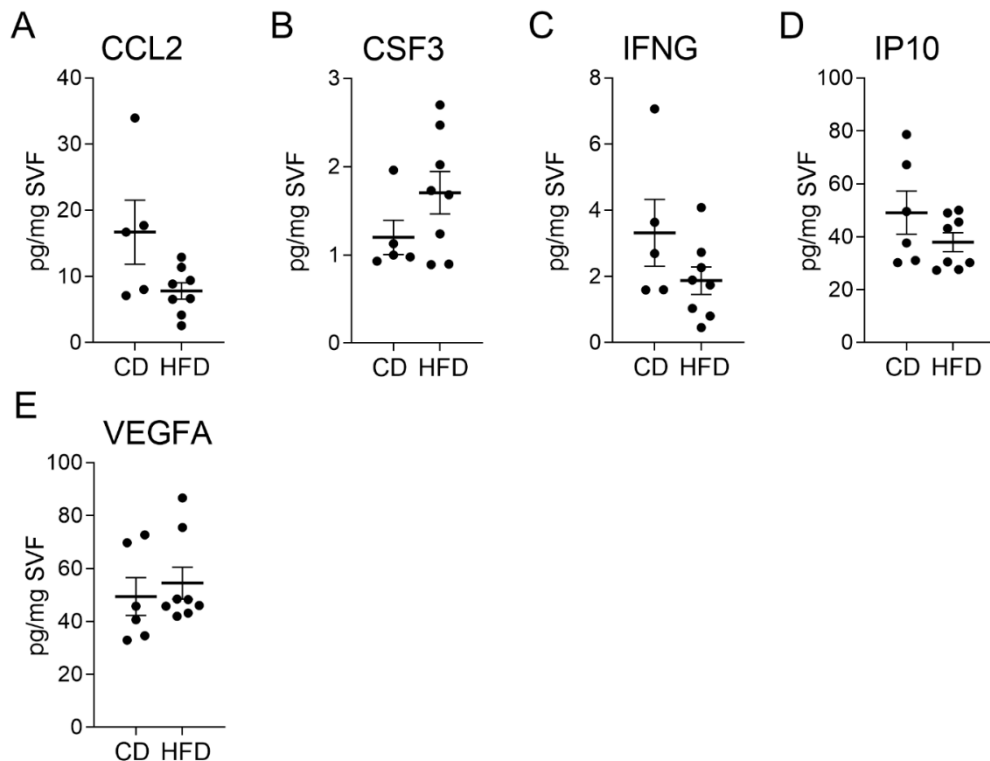 A
CCL2
40
30
20
10
0
pg/mg SVF
CD HFD
B
CSF3
3
2
1
0
pg/mg SVF
CD HFD
C
IFNG
8
6
4
2
0
pg/mg SVF
CD HFD
D
IP10
100
80
60
40
20
0
pg/mg SVF
CD HFD
E
VEGFA
100
80
60
40
20
0
pg/mg SVF
CD HFD